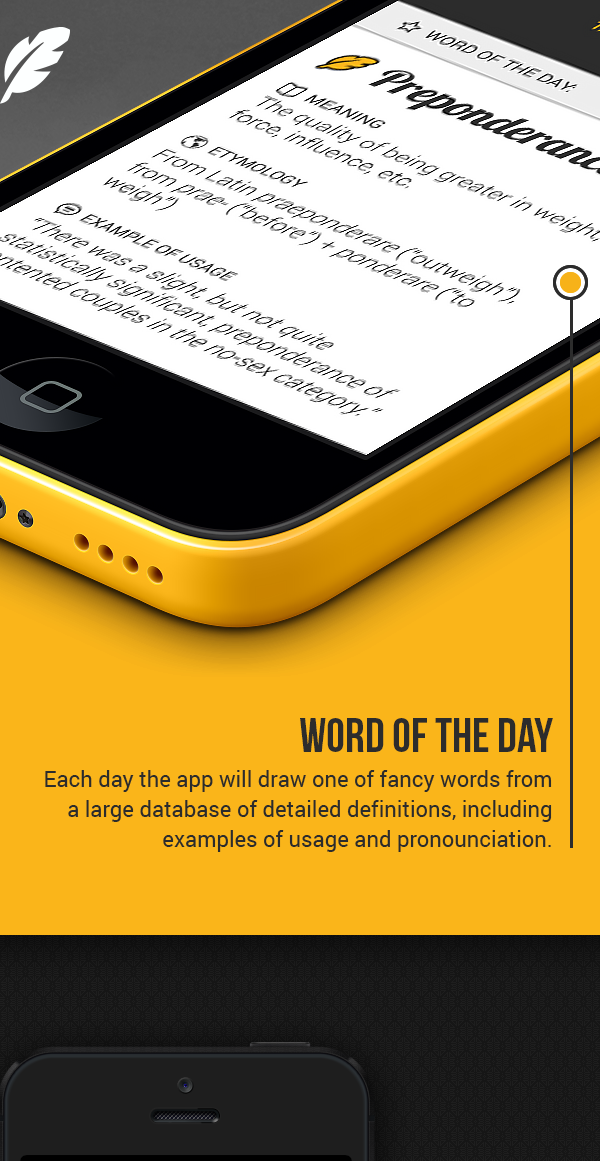 WORD OF THE DAY:
Preponderanc
MEANING
The quality of being greater in weight,
force, influence, etc.
ETYMOLOGY
From Latin praeponderare ("outweigh"),
from prae- ("before") + ponderare ("to
weigh")
EXAMPLE OF USAGE
"There was a slight, but not quite
statistically significant, preponderance of
ntented couples in the no-sex category."
WORD OF THE DAY
Each day the app will draw one of fancy words from
a large database of detailed definitions, including
examples of usage and pronounciation.